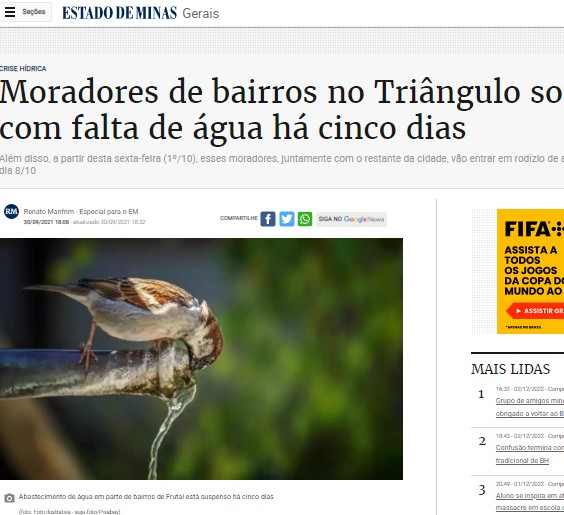 Seções
ESTADO DE MINAS Gerais
CRISE HÍDRICA
Moradores de bairros no Triângulo so
com falta de água há cinco dias
Além disso, a partir desta sexta-feira (1º/10), esses moradores, juntamente com o restante da cidade, vão entrar em rodízio de a
dia 8/10
RM
Renato Manfrim - Especial para o EM
30/09/2021 18:08 - atualizado 30/09/2021 18:32
COMPARTILHE
SIGA NO Google News
FIFA
ASSISTA A
TODOS
OS JOGOS
DA COPA DO
MUNDO AO
ASSISTIR GR
*APENAS NO BRASIL
MAIS LIDAS
1
16:32 - 02/12/2022 - Compa
Grupo de amigos mine
obrigado a voltar ao B
2
18:43 - 02/12/2022 - Compa
Confusão termina com
tradicional de BH
3
20:49 - 01/12/2022 - Compa
Aluno se inspira em at
massacre em escola d
Abastecimento de água em parte de bairros de Frutal está suspenso há cinco dias
(foto: Foto ilustrativa - suju-foto/Pixabay)